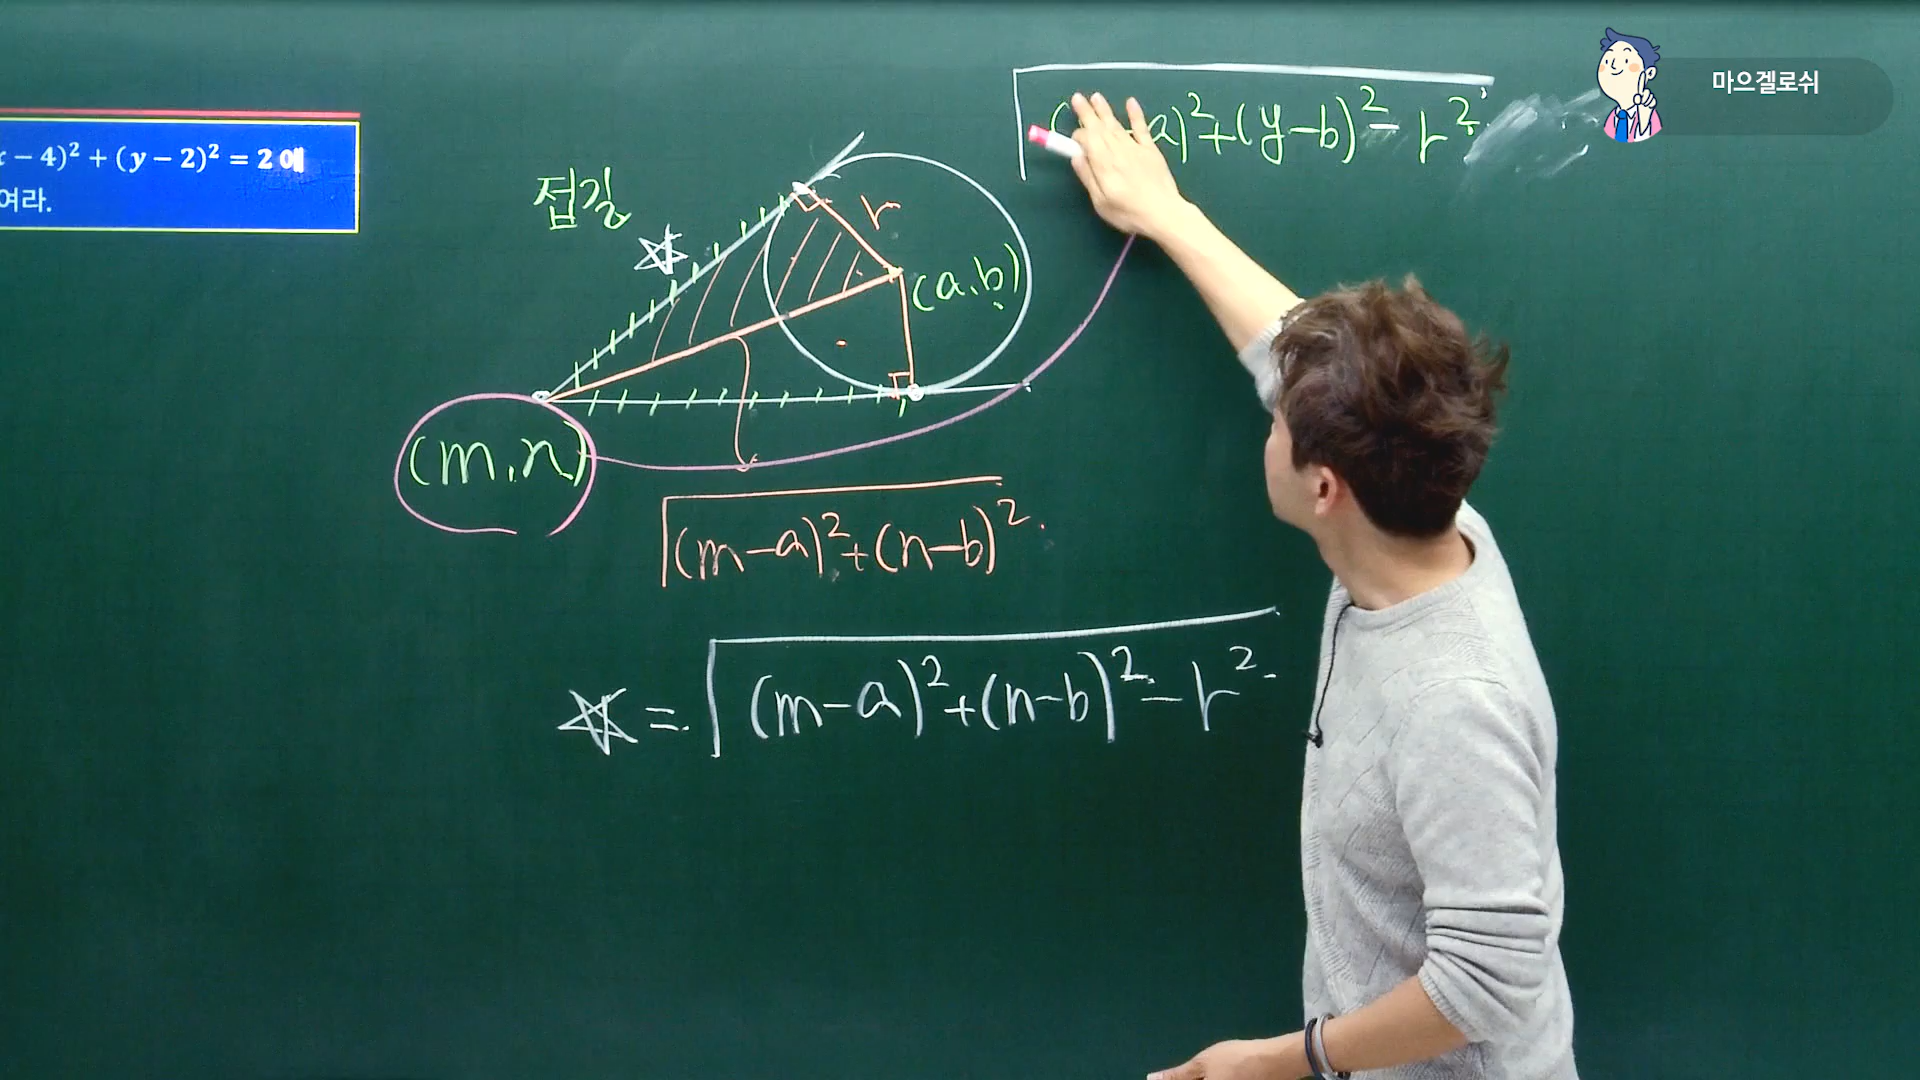 마으겔로쉬
a)²+(y-b)²-r²
- 4)² + (y - 2)² = 2 에
여라.
접길
☆
r
(a.b)
(m.n)
√(m-a)²+(n-b)²
☆=√(m-a)²+(n-b)²-r²